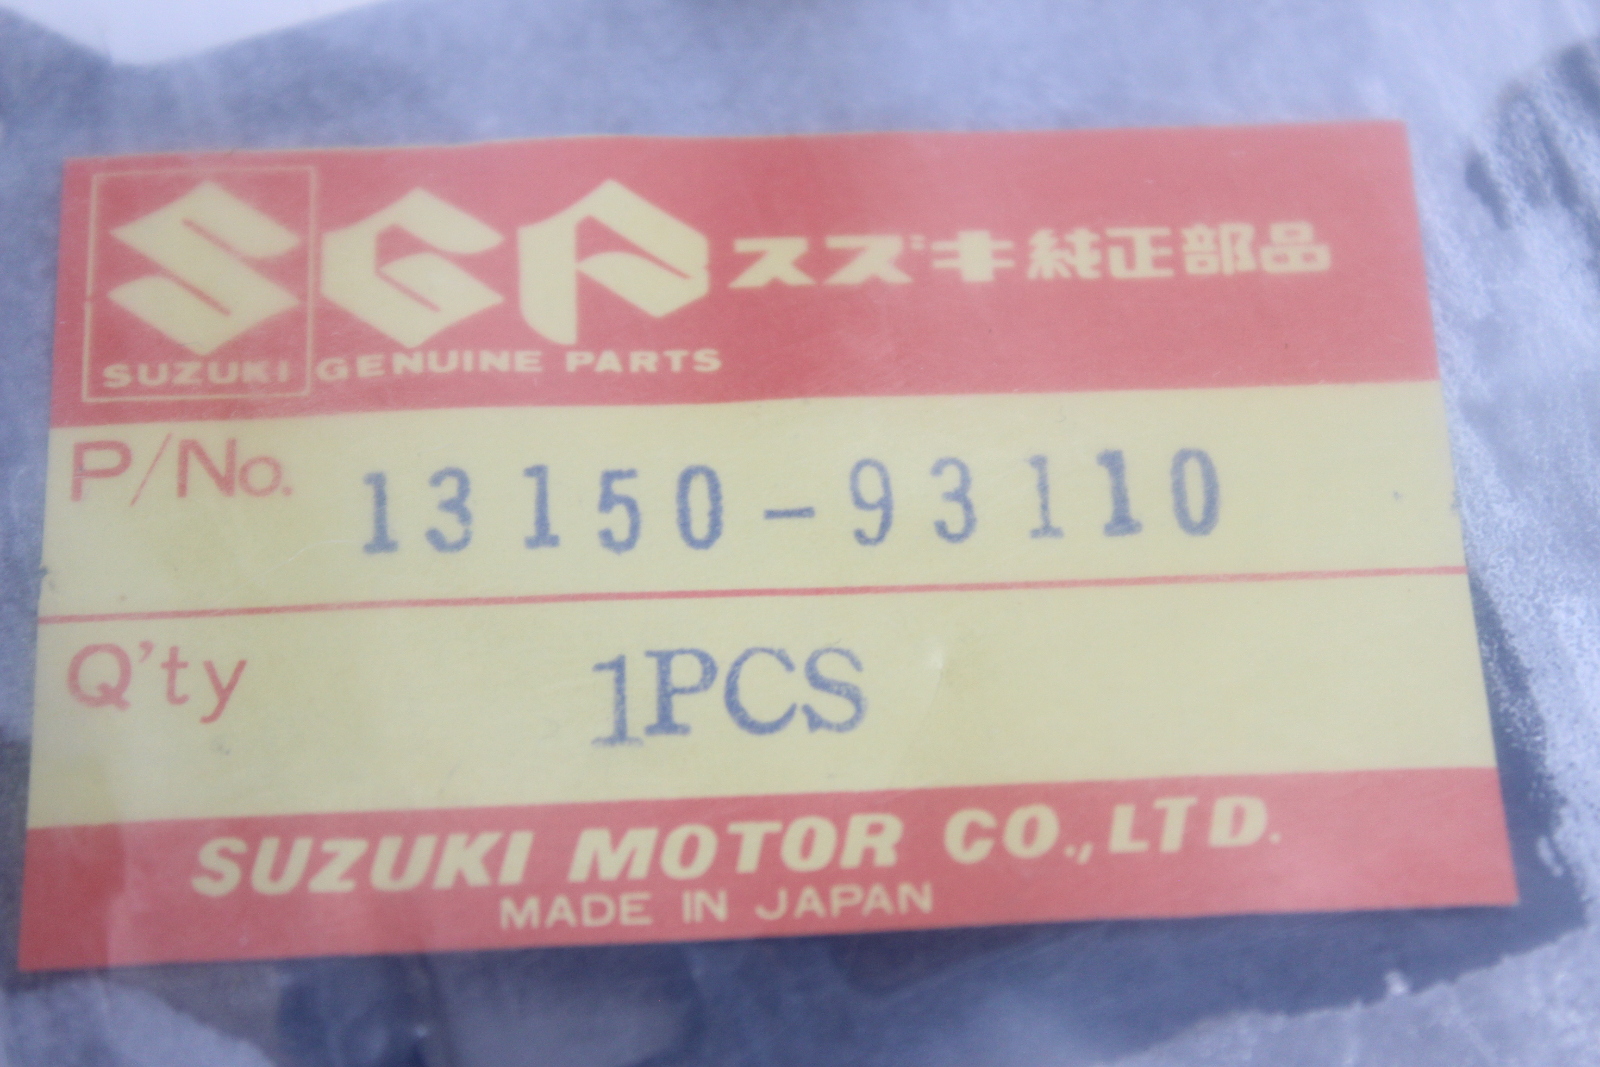 SGP スズキ純正部品
SUZUKI GENUINE PARTS
P/No. 13150-93110
Q'ty 1PCS
SUZUKI MOTOR CO.,LTD.
MADE IN JAPAN